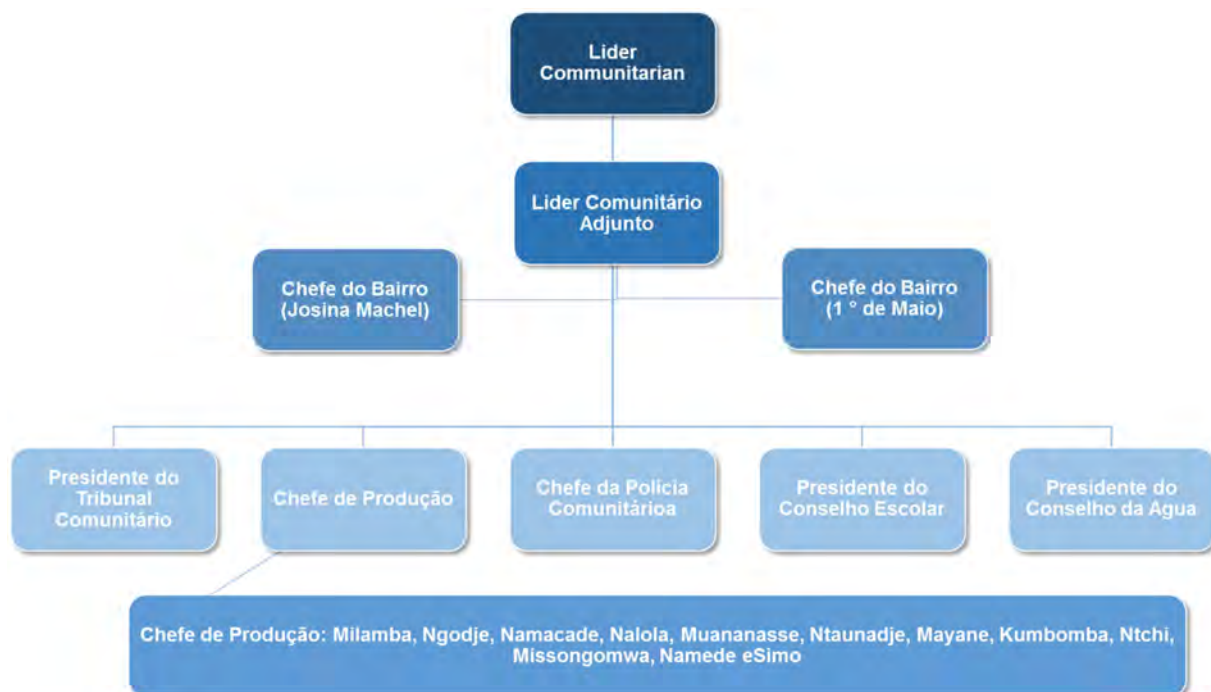 Lider
Communitarian
Lider Comunitário
Adjunto
Chefe do Bairro
(Josina Machel)
Chefe do Bairro
(1 ° de Maio)
Presidente do
Tribunal
Comunitário
Chefe de Produção
Chefe da Polícia
Comunitárioa
Presidente do
Conselho Escolar
Presidente do
Conselho da Agua
Chefe de Produção: Milamba, Ngodje, Namacade, Nalola, Muananasse, Ntaunadje, Mayane, Kumbomba, Ntchi,
Missongomwa, Namede eSimo